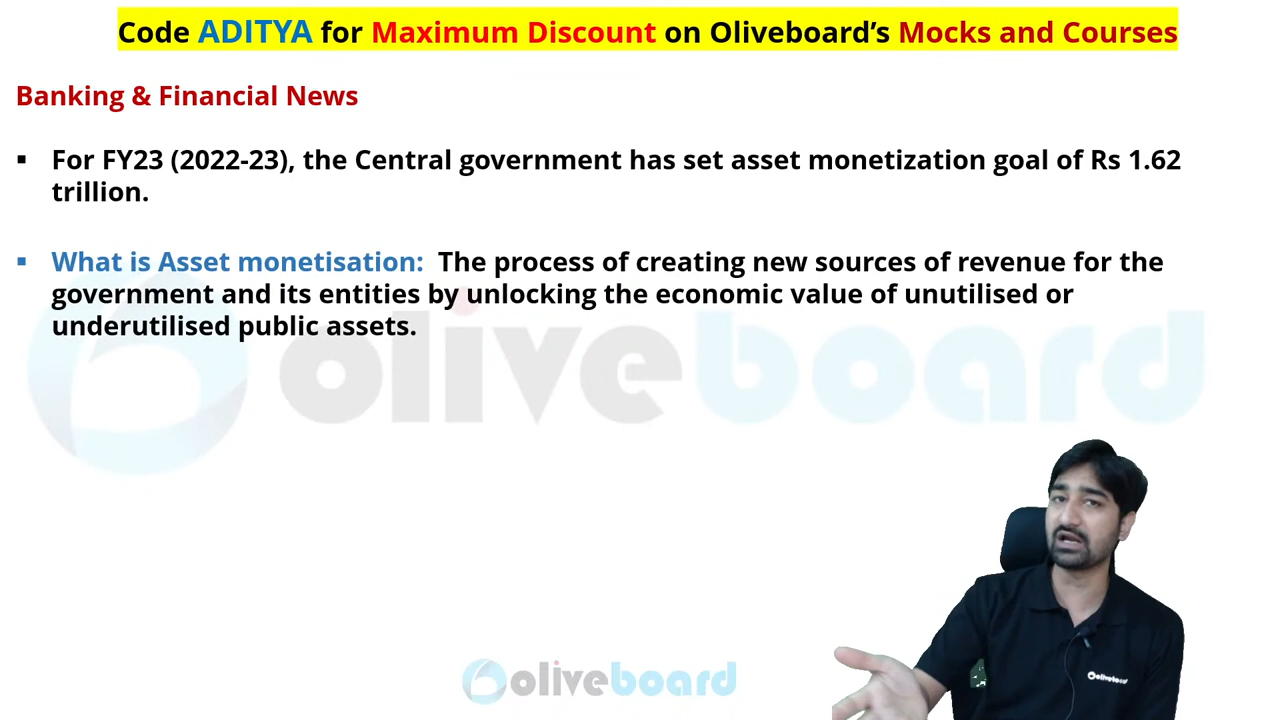 Code ADITYA for Maximum Discount on Oliveboard’s Mocks and Courses
Banking & Financial News
▪ For FY23 (2022-23), the Central government has set asset monetization goal of Rs 1.62
trillion.
▪ What is Asset monetisation: The process of creating new sources of revenue for the
government and its entities by unlocking the economic value of unutilised or
underutilised public assets.
oliveboard
oliveboard
oliveboard